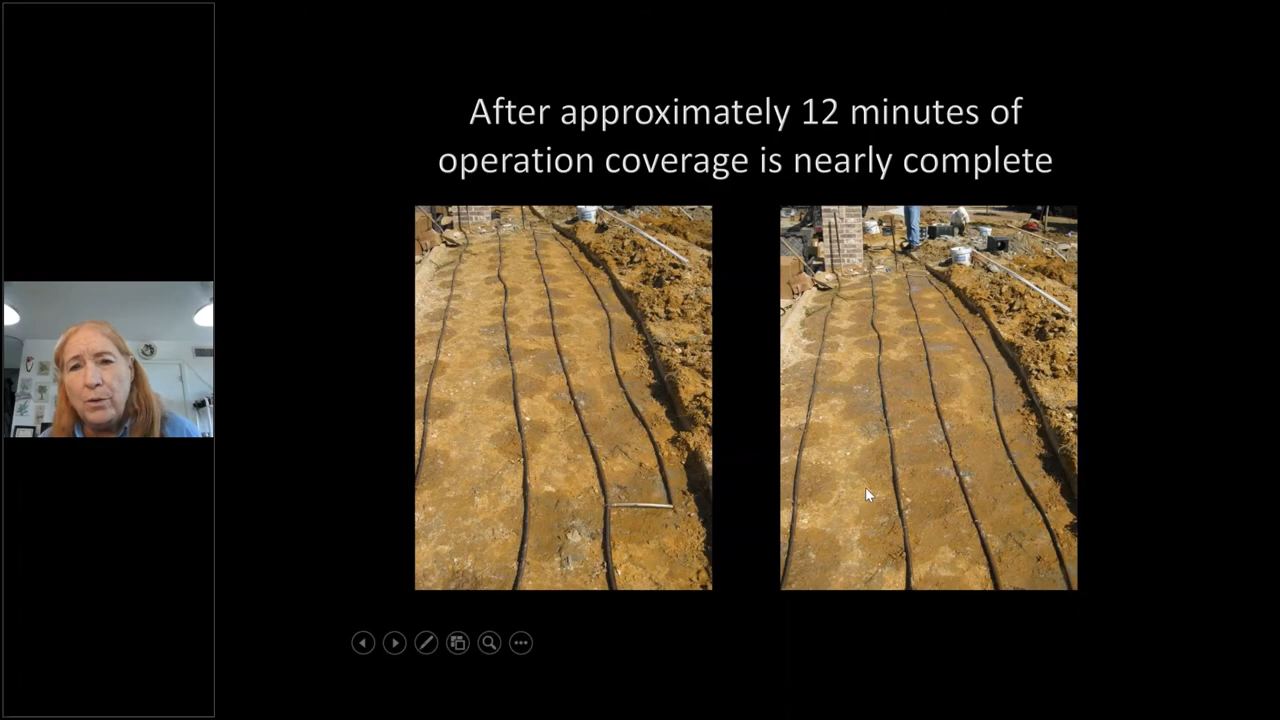 After approximately 12 minutes of
operation coverage is nearly complete